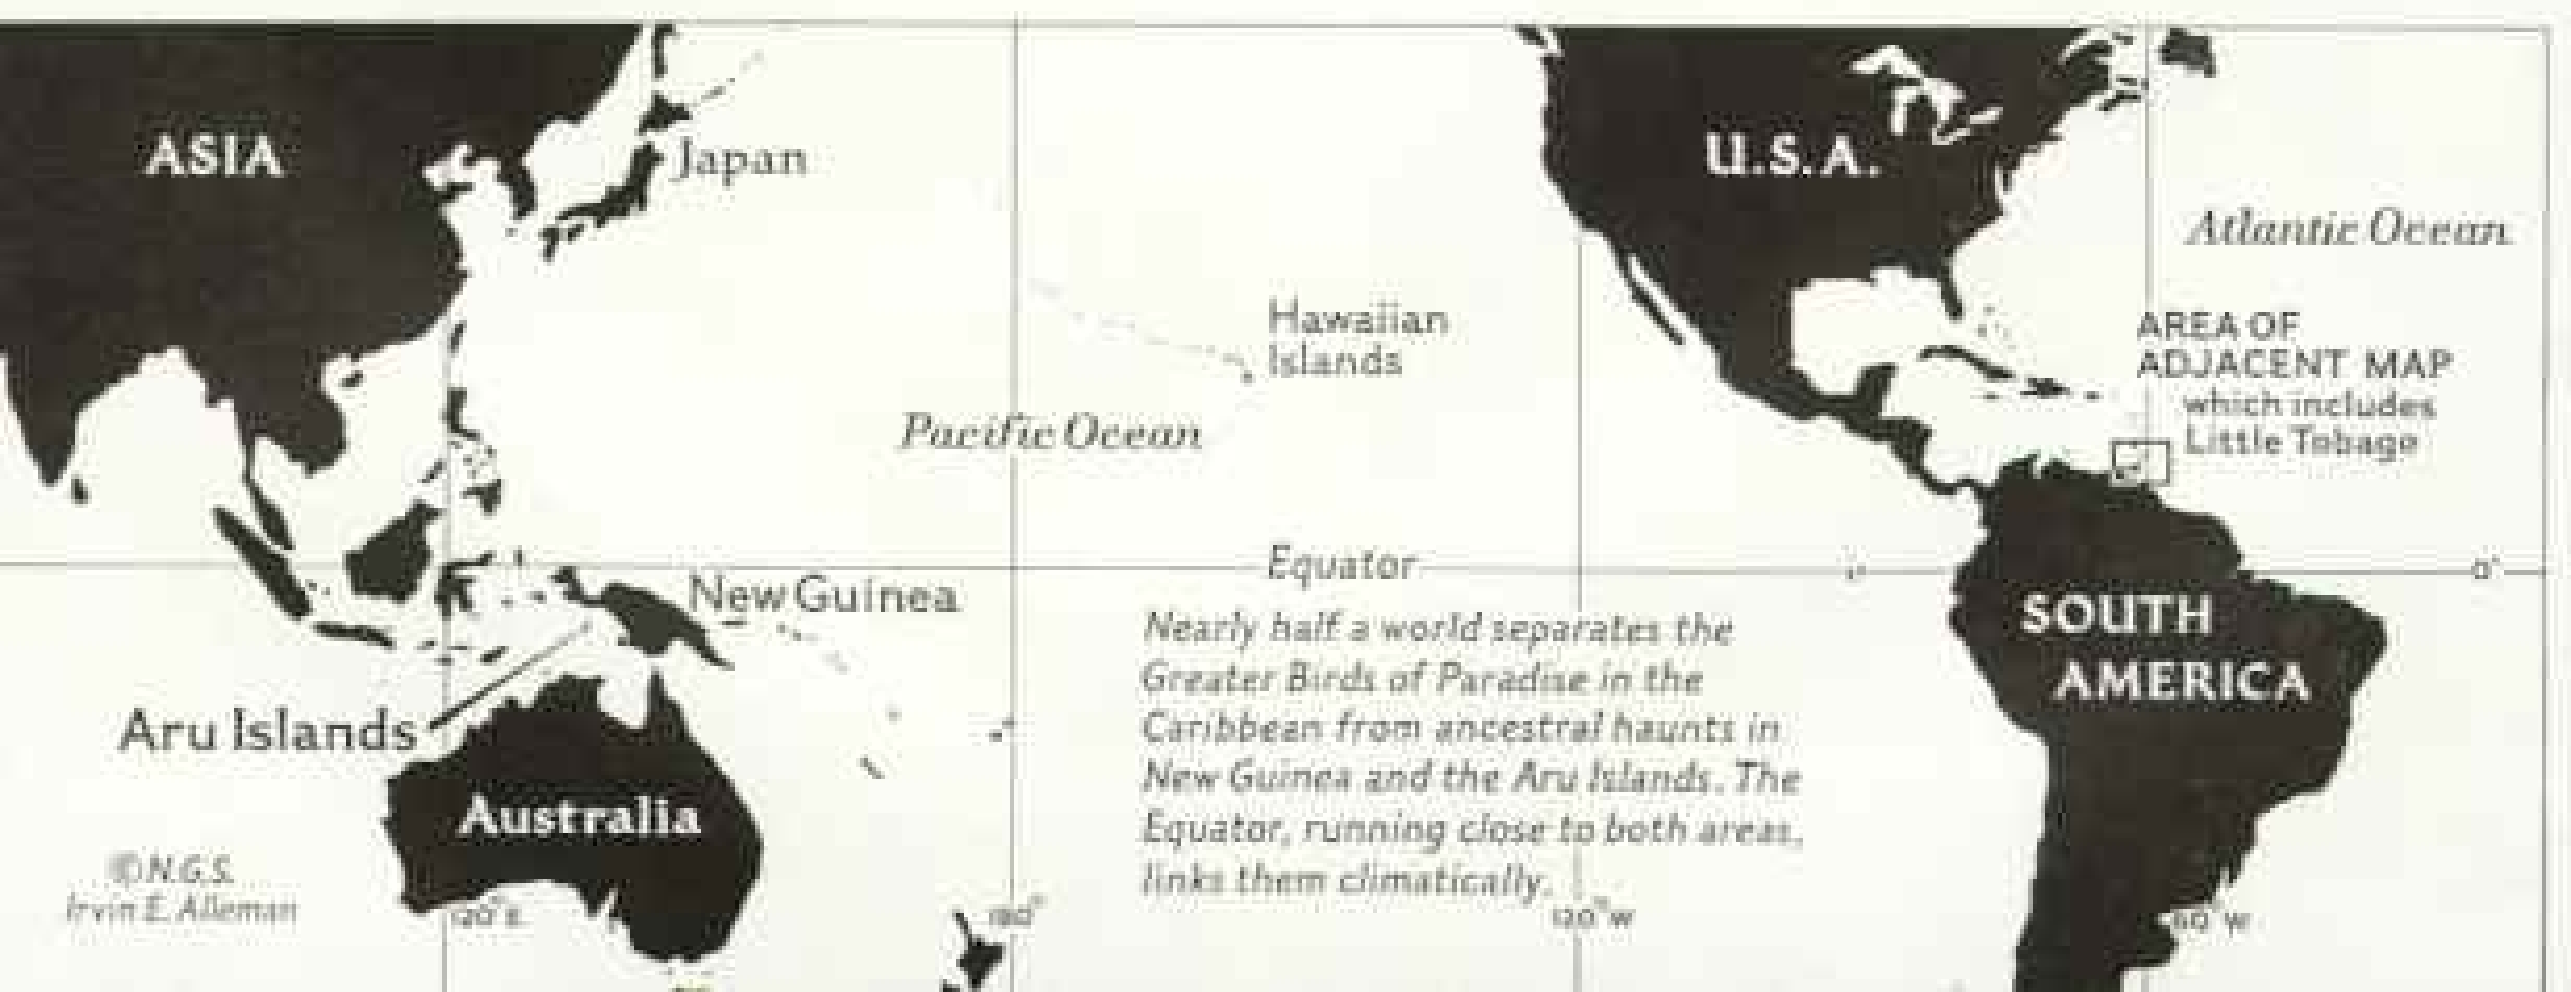 ASIA
Japan
U.S.A.
Atlantic Ocean
Hawaiian
Islands
AREA OF
ADJACENT MAP
which includes
Little Tobago
Pacific Ocean
Equator
0°
New Guinea
Nearly half a world separates the
Greater Birds of Paradise in the
Caribbean from ancestral haunts in
New Guinea and the Aru Islands. The
Equator, running close to both areas,
links them climatically.
SOUTH
AMERICA
Aru Islands
Australia
©N.G.S.
Irvin E. Alleman
120°E
180°
120°W
60°W